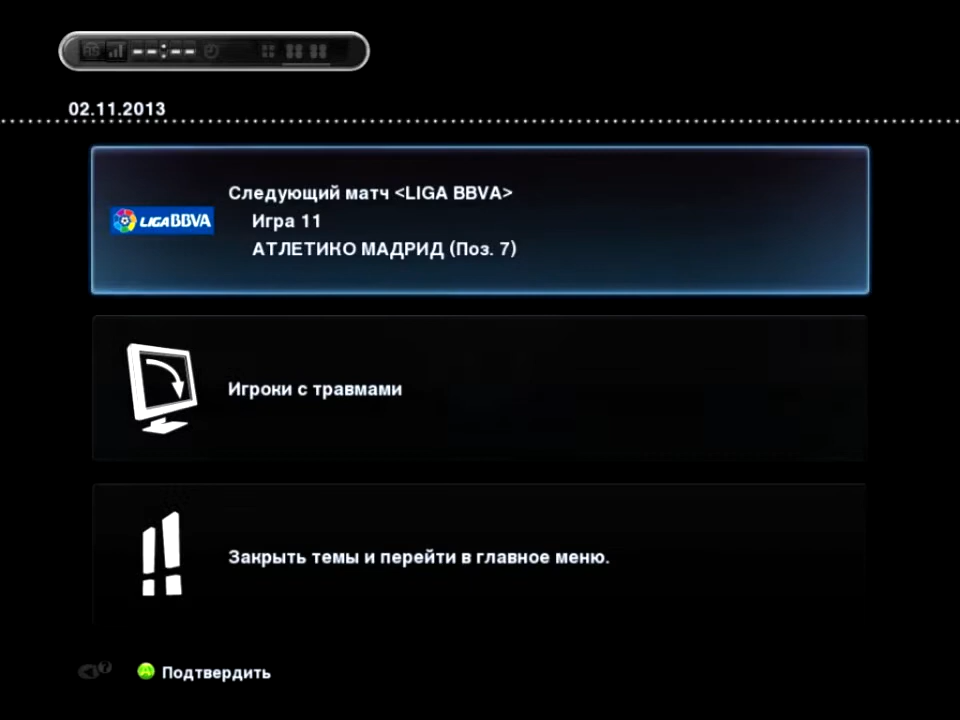 --:--
02.11.2013
Следующий матч <LIGA BBVA>
LIGA BBVA
Игра 11
АТЛЕТИКО МАДРИД (Поз. 7)
Игроки с травмами
Закрыть темы и перейти в главное меню.
Подтвердить